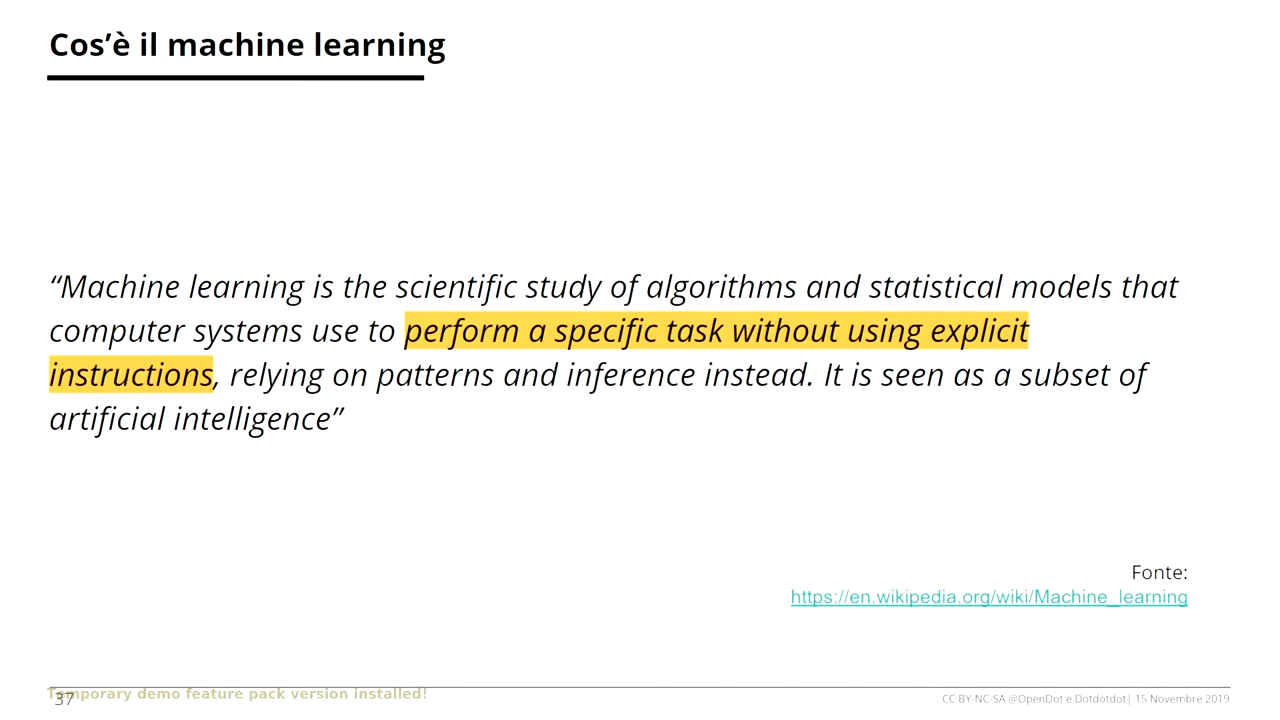 Cos’è il machine learning
“Machine learning is the scientific study of algorithms and statistical models that
computer systems use to perform a specific task without using explicit
instructions, relying on patterns and inference instead. It is seen as a subset of
artificial intelligence”
Fonte:
https://en.wikipedia.org/wiki/Machine_learning
Temporary demo feature pack version installed!
37
CC BY-NC-SA @OpenDot e Dotdotdot| 15 Novembre 2019